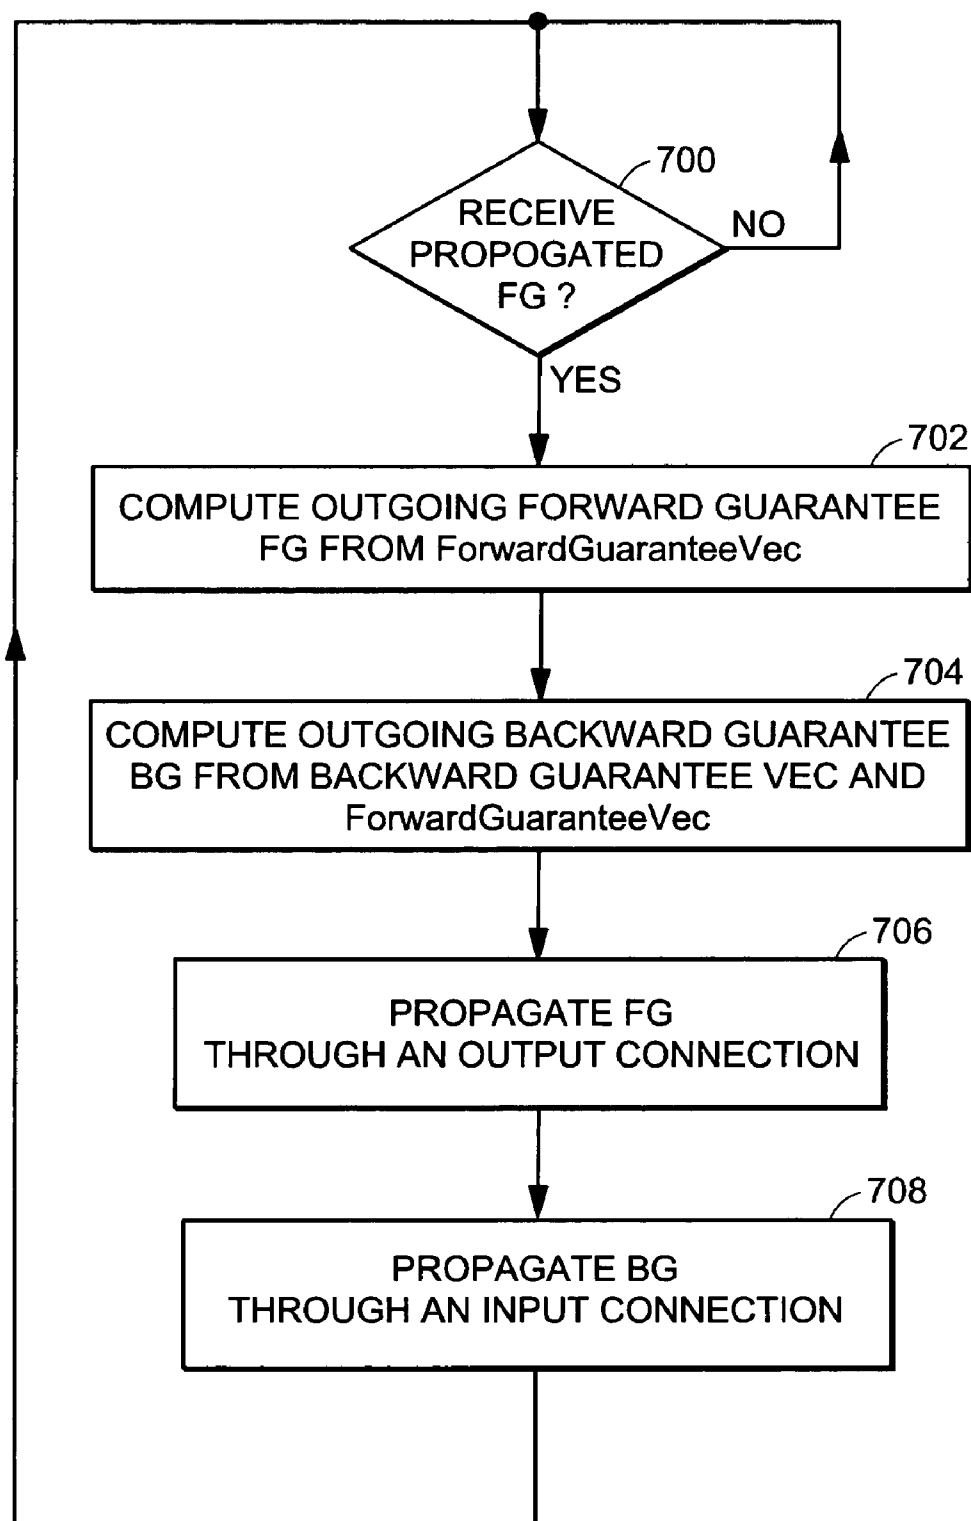 700
RECEIVE
PROPOGATED
FG ?
NO
YES
702
COMPUTE OUTGOING FORWARD GUARANTEE
FG FROM ForwardGuaranteeVec
704
COMPUTE OUTGOING BACKWARD GUARANTEE
BG FROM BACKWARD GUARANTEE VEC AND
ForwardGuaranteeVec
706
PROPAGATE FG
THROUGH AN OUTPUT CONNECTION
708
PROPAGATE BG
THROUGH AN INPUT CONNECTION